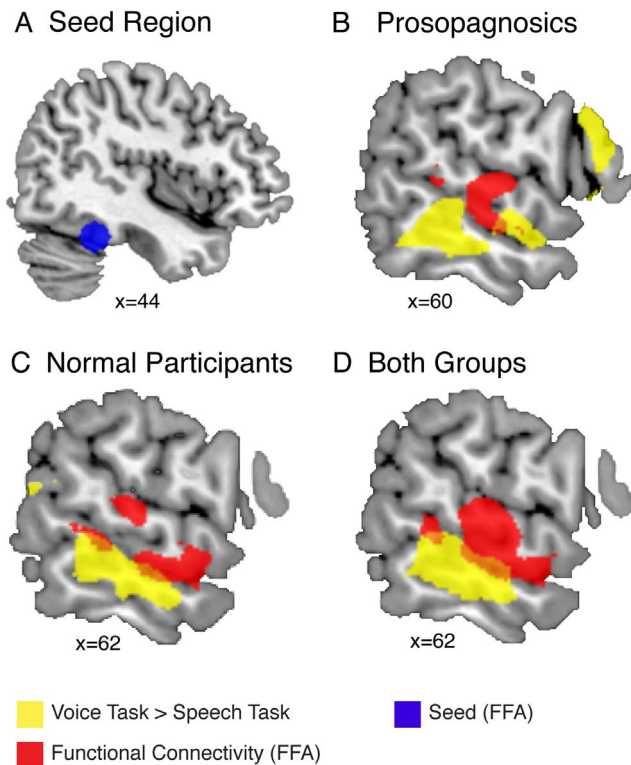 A Seed Region
B Prosopagnosics
x=44
x=60
C Normal Participants
D Both Groups
x=62
x=62
Voice Task > Speech Task
Seed (FFA)
Functional Connectivity (FFA)